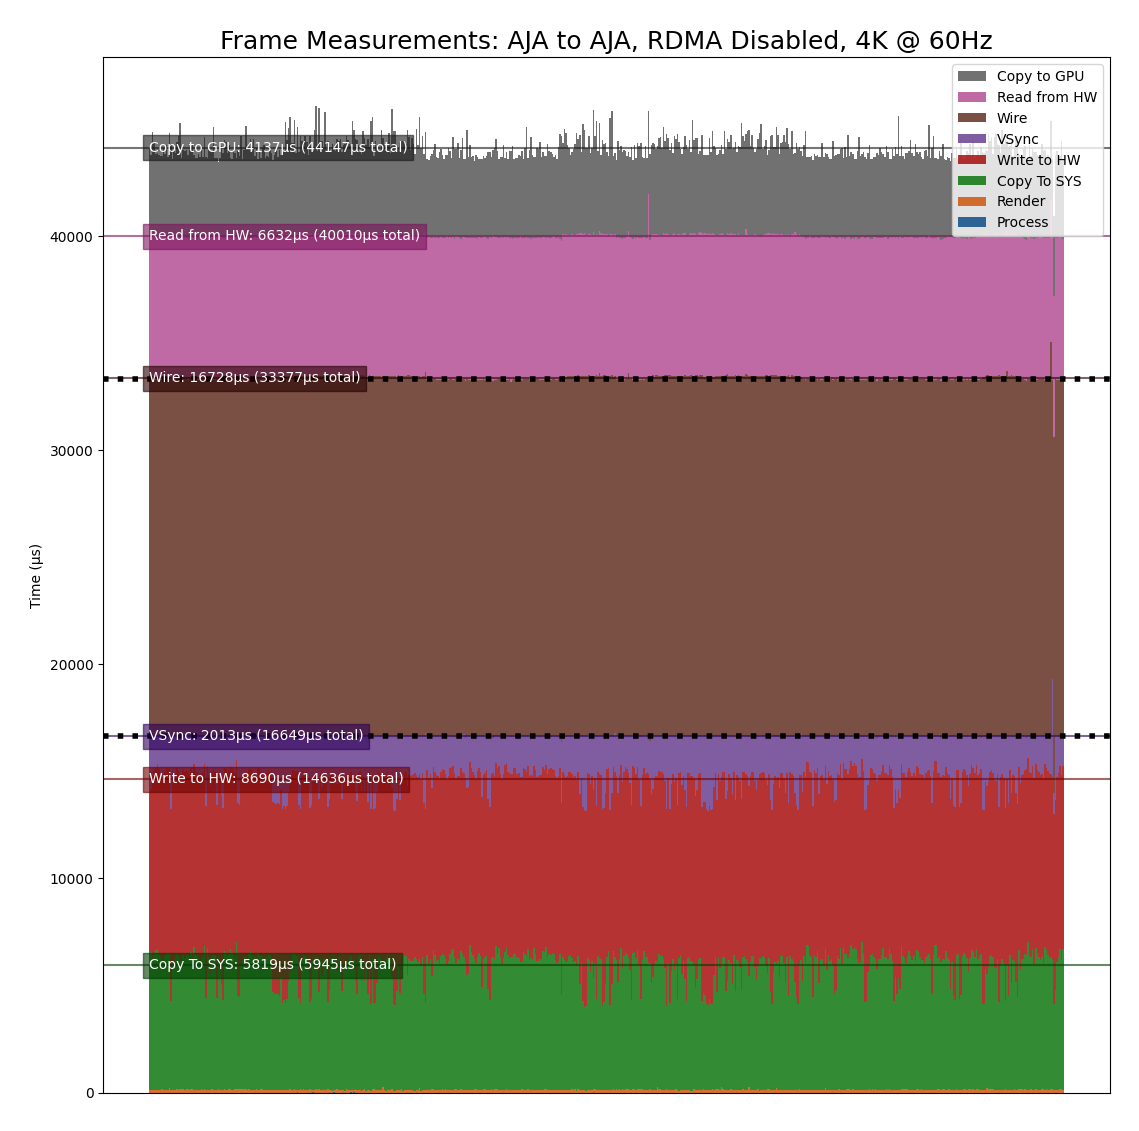 Frame Measurements: AJA to AJA, RDMA Disabled, 4K @ 60Hz
Copy to GPU
Read from HW
Wire
VSync
Write to HW
Copy To SYS
Render
Process
Copy to GPU: 4137µs (44147µs total)
Read from HW: 6632µs (40010µs total)
Wire: 16728µs (33377µs total)
VSync: 2013µs (16649µs total)
Write to HW: 8690µs (14636µs total)
Copy To SYS: 5819µs (5945µs total)
40000
30000
20000
10000
0
Time (µs)